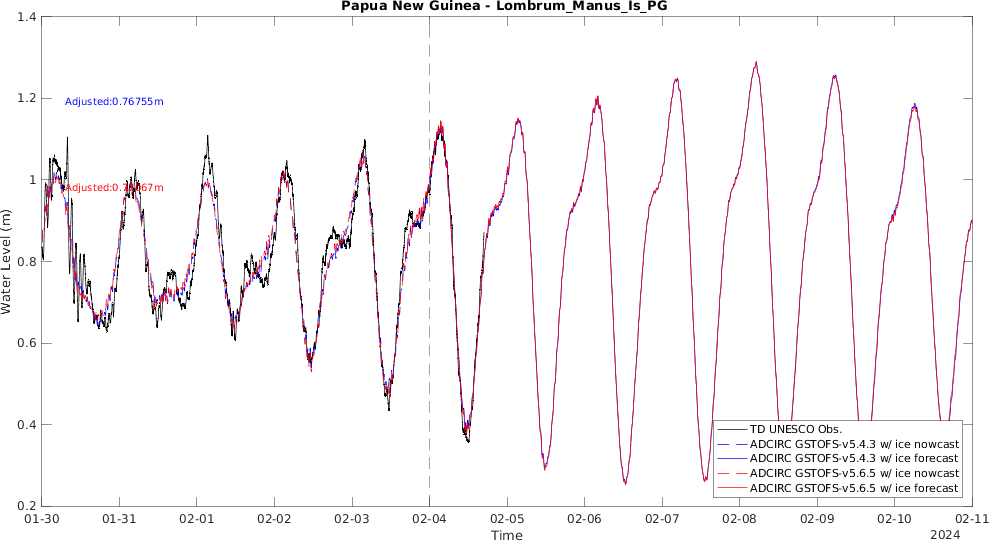 Papua New Guinea - Lombrum_Manus_Is_PG
1.4
1.2
1
0.8
0.6
0.4
0.2
Water Level (m)
Adjusted:0.76755m
TD UNESCO Obs.
ADCIRC GSTOFS-v5.4.3 w/ ice nowcast
ADCIRC GSTOFS-v5.4.3 w/ ice forecast
ADCIRC GSTOFS-v5.6.5 w/ ice nowcast
ADCIRC GSTOFS-v5.6.5 w/ ice forecast
01-30 01-31 02-01 02-02 02-03 02-04 02-05 02-06 02-07 02-08 02-09 02-10 02-11
Time
2024